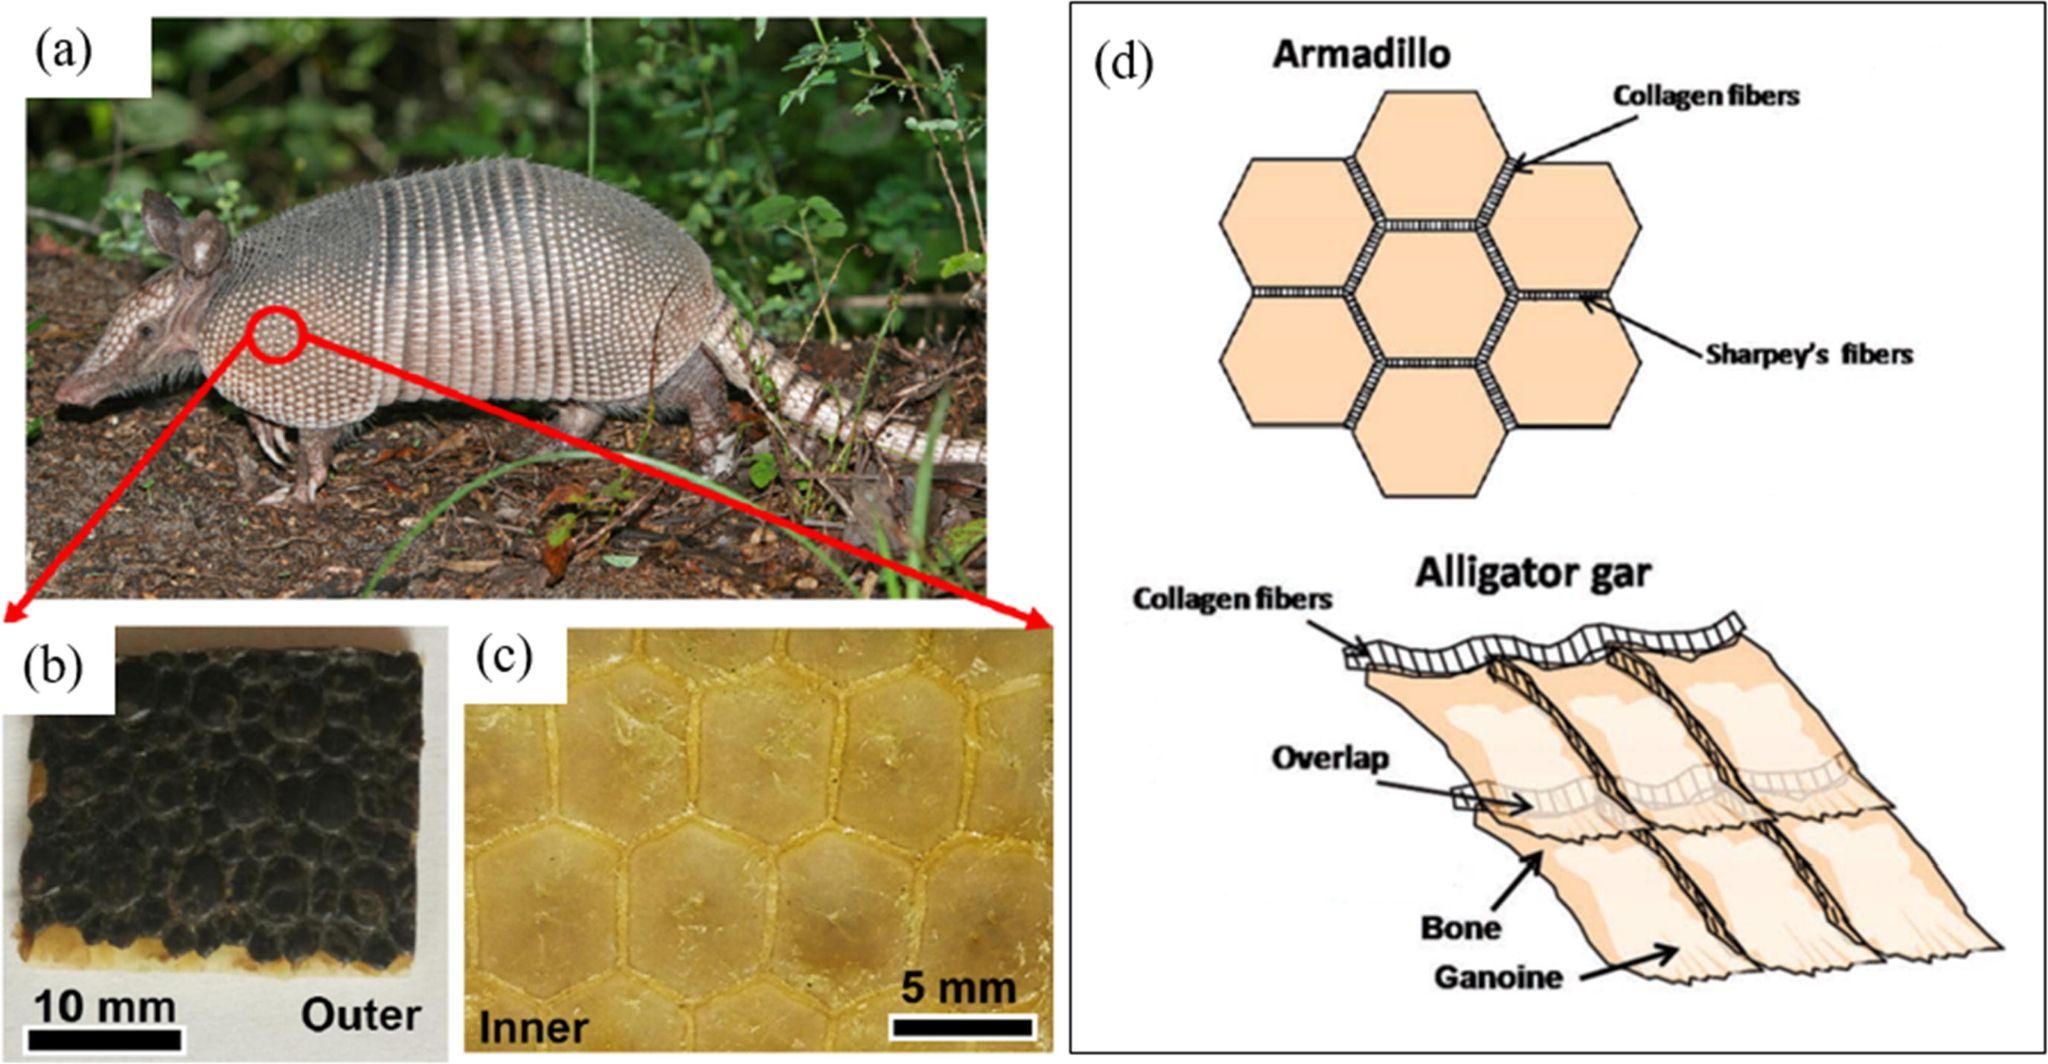 (a)
(b)
10 mm
Outer
(c)
5 mm
Inner
(d)
Armadillo
Collagen fibers
Sharpey's fibers
Alligator gar
Collagen fibers
Overlap
Bone
Ganoine